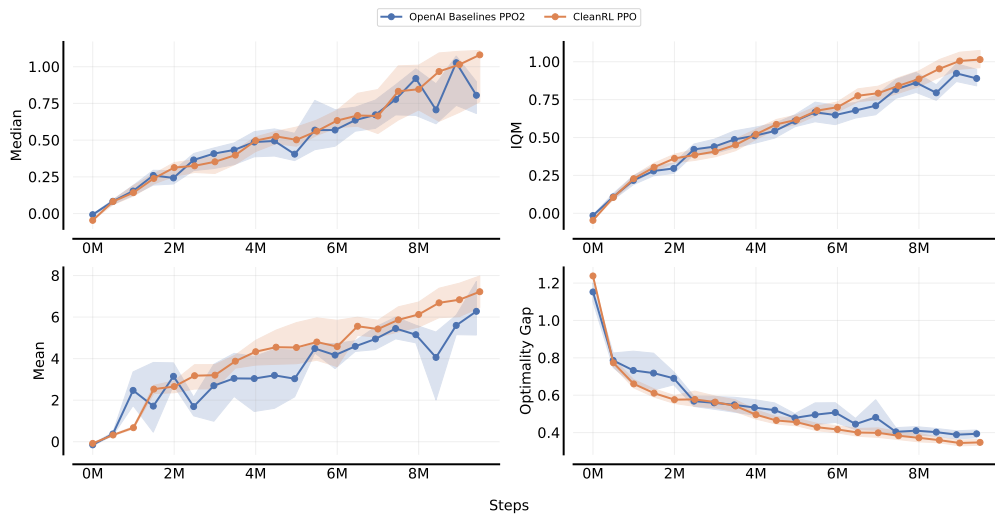 OpenAI Baselines PPO2 CleanRL PPO
Median
1.00
0.75
0.50
0.25
0.00
0M 2M 4M 6M 8M
IQM
1.00
0.75
0.50
0.25
0.00
0M 2M 4M 6M 8M
Mean
8
6
4
2
0
0M 2M 4M 6M 8M
Optimality Gap
1.2
1.0
0.8
0.6
0.4
0M 2M 4M 6M 8M
Steps